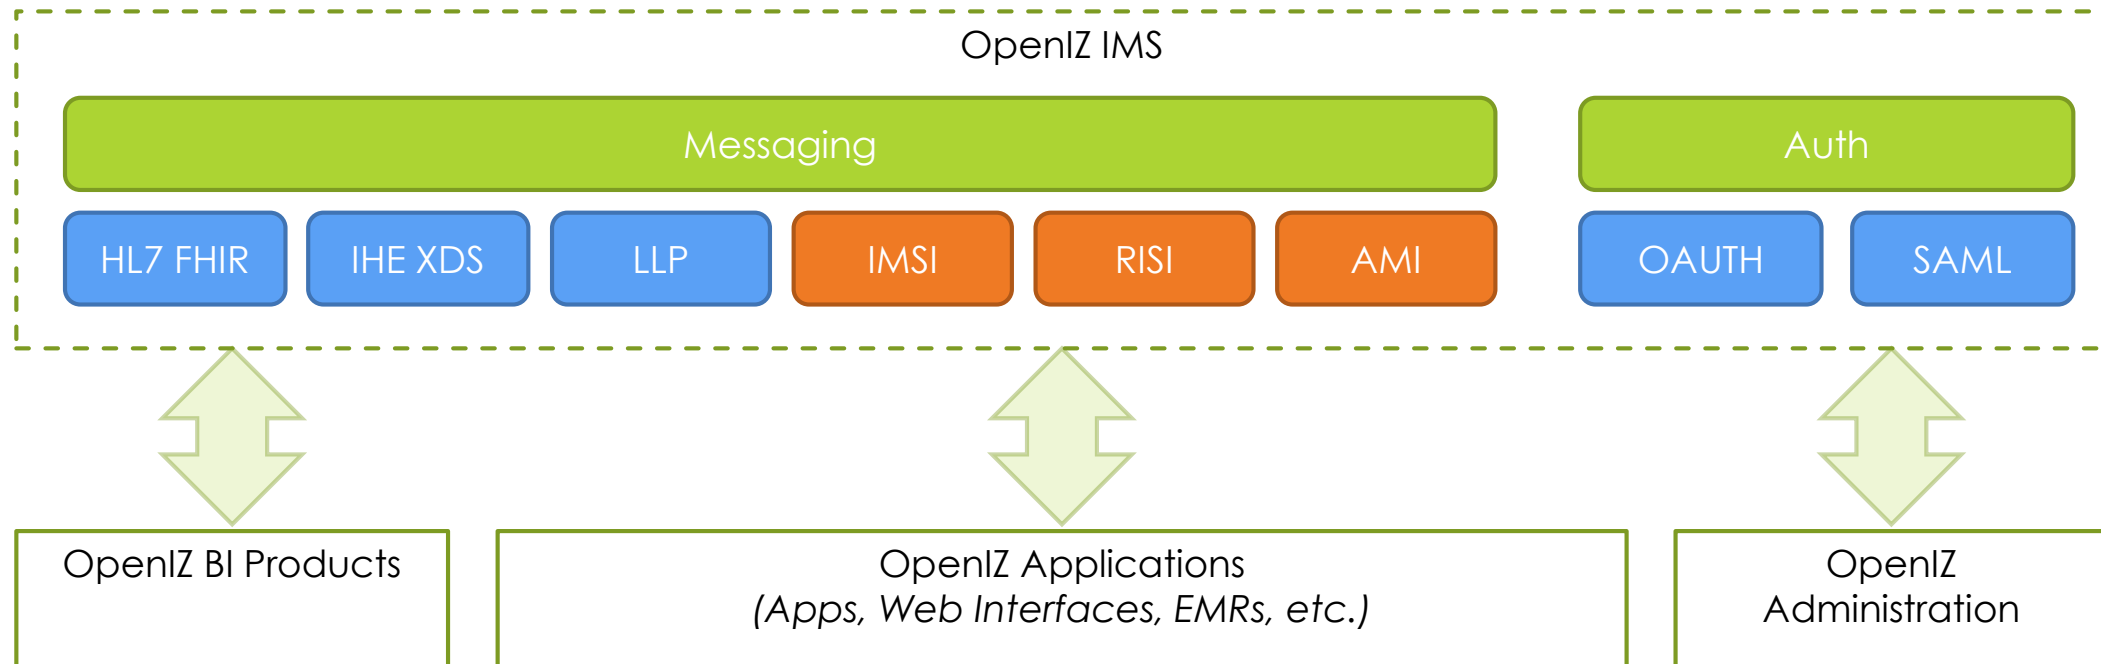 OpenIZ IMS
Messaging
Auth
HL7 FHIR
IHE XDS
LLP
IMSI
RISI
AMI
OAUTH
SAML
OpenIZ BI Products
OpenIZ Applications
(Apps, Web Interfaces, EMRs, etc.)
OpenIZ
Administration